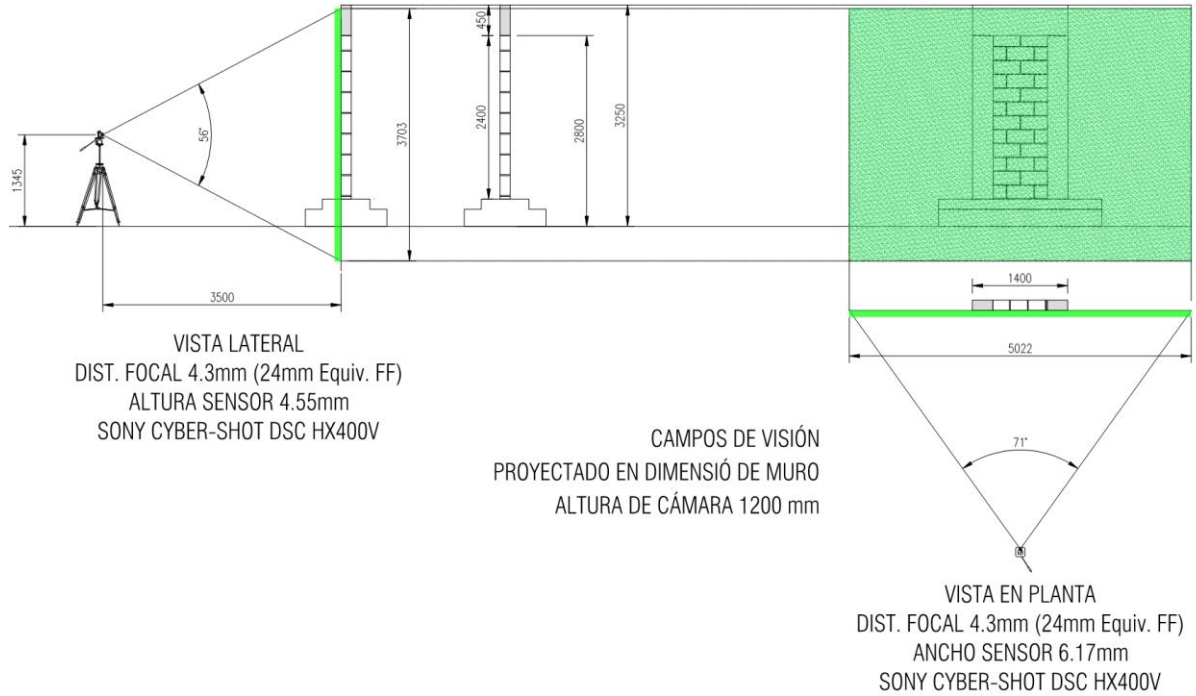 450
56°
3703
2400
2800
3250
1345
3500
1400
5022
71°
VISTA LATERAL
DIST. FOCAL 4.3mm (24mm Equiv. FF)
ALTURA SENSOR 4.55mm
SONY CYBER-SHOT DSC HX400V
CAMPOS DE VISIÓN
PROYECTADO EN DIMENSIÓ DE MURO
ALTURA DE CÁMARA 1200 mm
VISTA EN PLANTA
DIST. FOCAL 4.3mm (24mm Equiv. FF)
ANCHO SENSOR 6.17mm
SONY CYBER-SHOT DSC HX400V